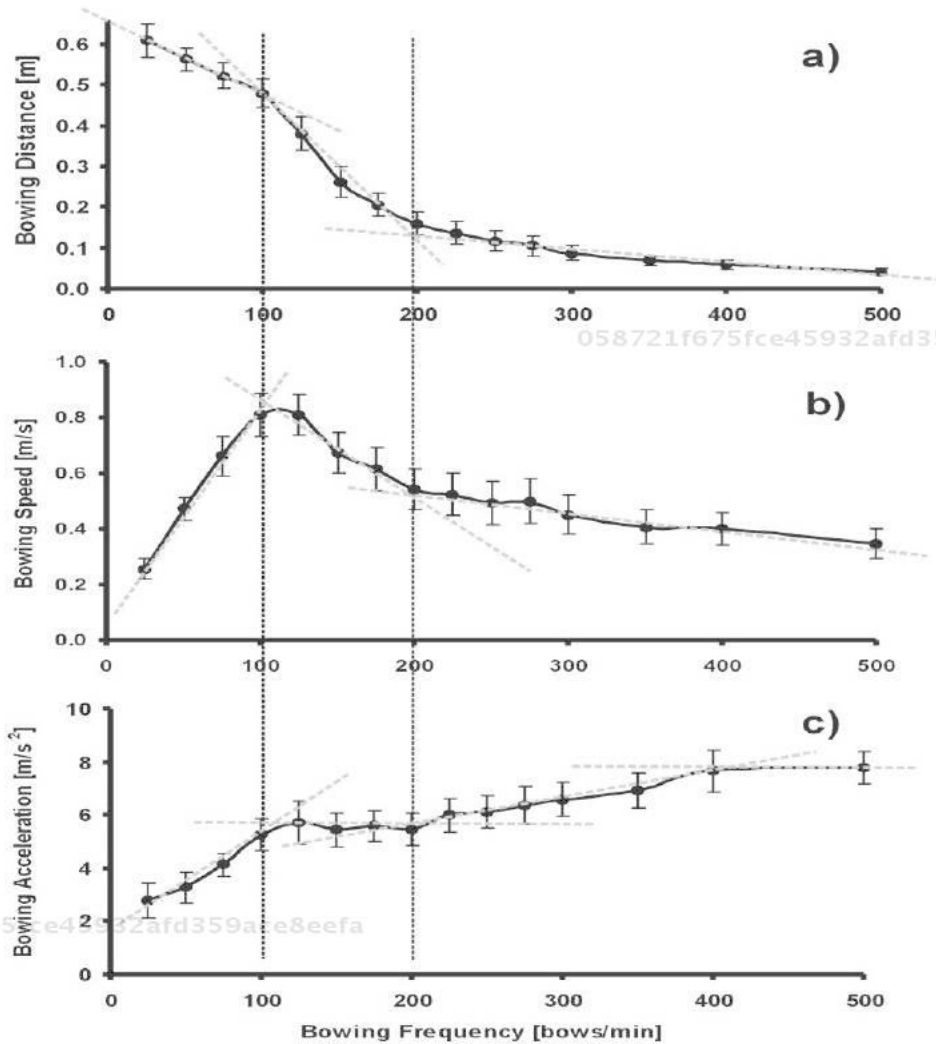 a)
Bowing Distance [m]
0.6
0.5
0.4
0.3
0.2
0.1
0.0
0 100 200 300 400 500
058721f675fce45932afd35
b)
Bowing Speed [m/s]
1.0
0.8
0.6
0.4
0.2
0.0
0 100 200 300 400 500
c)
Bowing Acceleration [m/s²]
10
8
6
4
2
0
0 100 200 300 400 500
Bowing Frequency [bows/min]